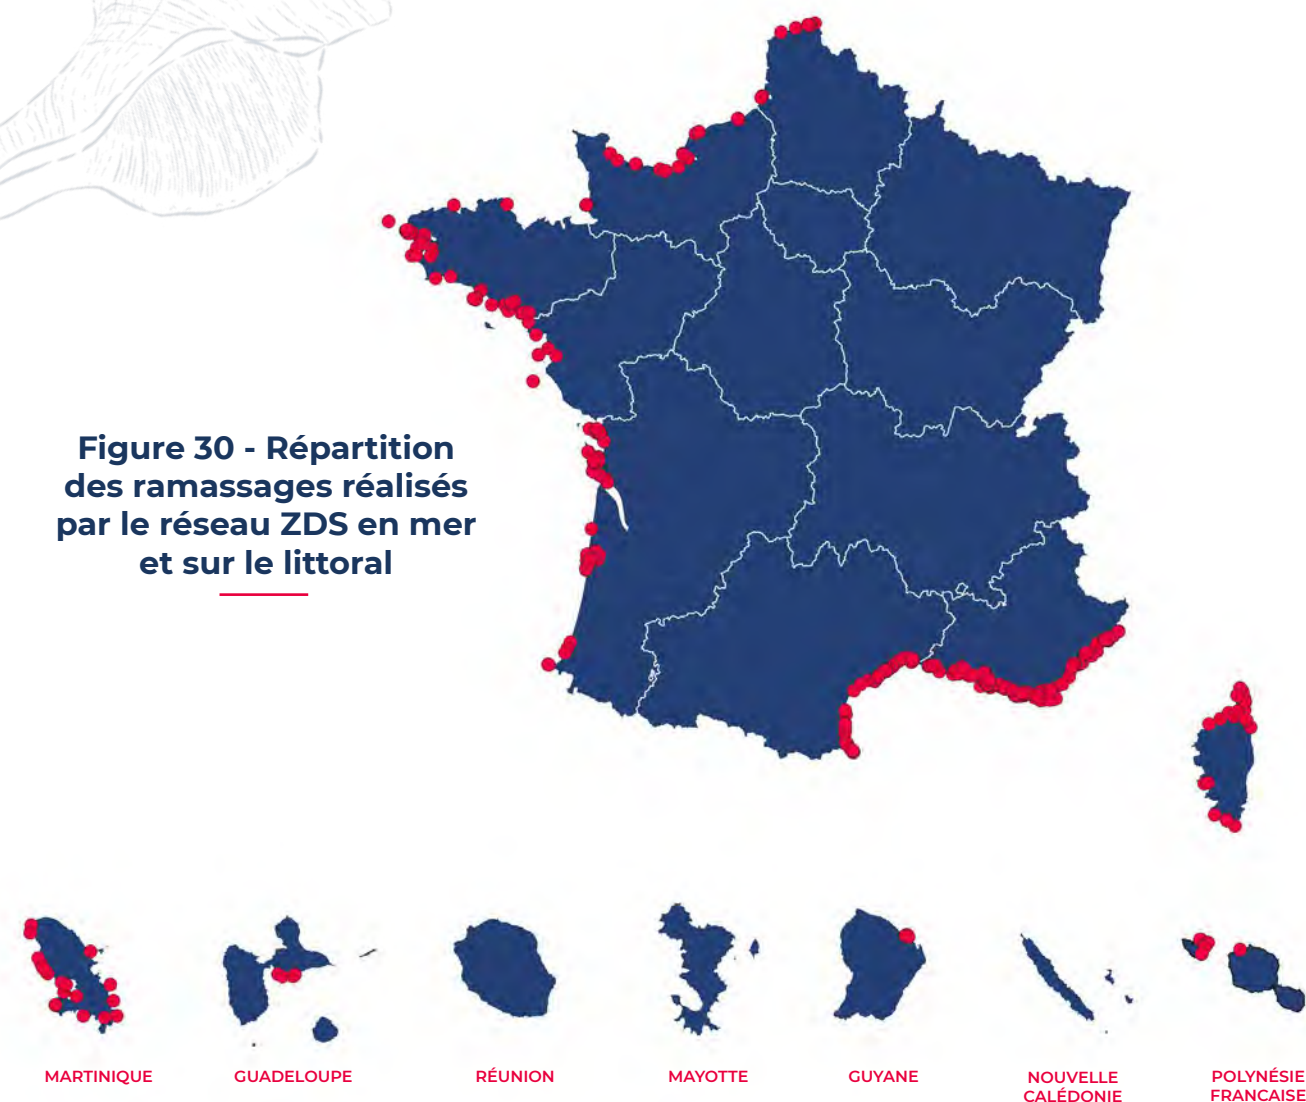 Figure 30 - Répartition
des ramassages réalisés
par le réseau ZDS en mer
et sur le littoral
MARTINIQUE
GUADELOUPE
RÉUNION
MAYOTTE
GUYANE
NOUVELLE
CALÉDONIE
POLYNÉSIE
FRANCAISE